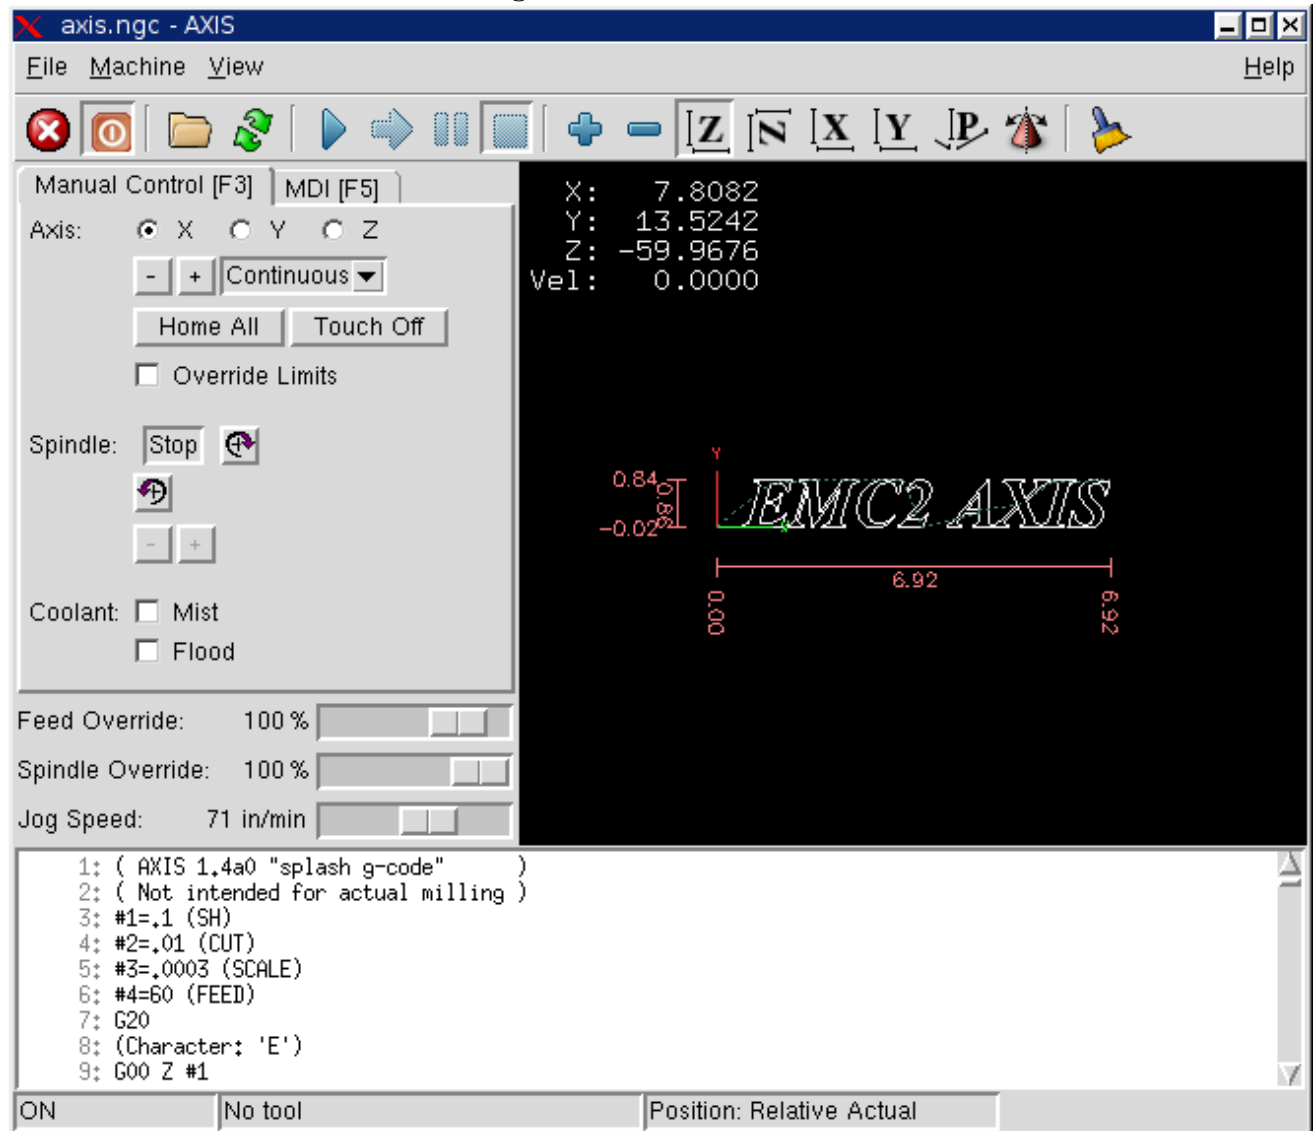 axis.ngc - AXIS
File Machine View Help
Z N X Y P
Manual Control [F3] MDI [F5]
Axis: X Y Z
- + Continuous
Home All Touch Off
Override Limits
Spindle: Stop
- +
Coolant: Mist
Flood
Feed Override: 100 %
Spindle Override: 100 %
Jog Speed: 71 in/min
X: 7.8082
Y: 13.5242
Z: -59.9676
Vel: 0.0000
Y
0.84
0.86
-0.02
X
EMC2 AXIS
6.92
0.00
6.92
1: ( AXIS 1.4a0 "splash g-code" )
2: ( Not intended for actual milling )
3: #1=.1 (SH)
4: #2=.01 (CUT)
5: #3=.0003 (SCALE)
6: #4=60 (FEED)
7: G20
8: (Character: 'E')
9: G00 Z #1
ON No tool Position: Relative Actual